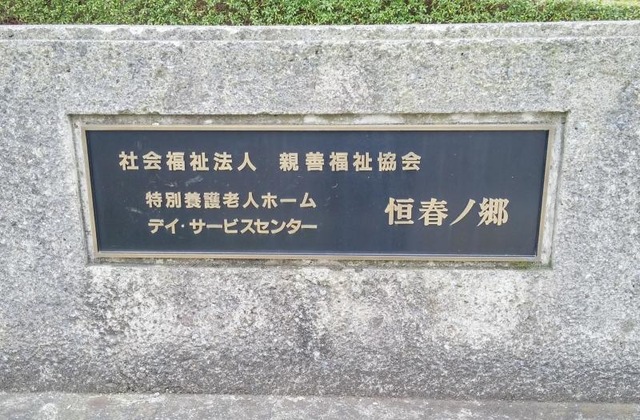 社会福祉法人 親善福祉協会
特別養護老人ホーム
デイ・サービスセンター
恒春ノ郷